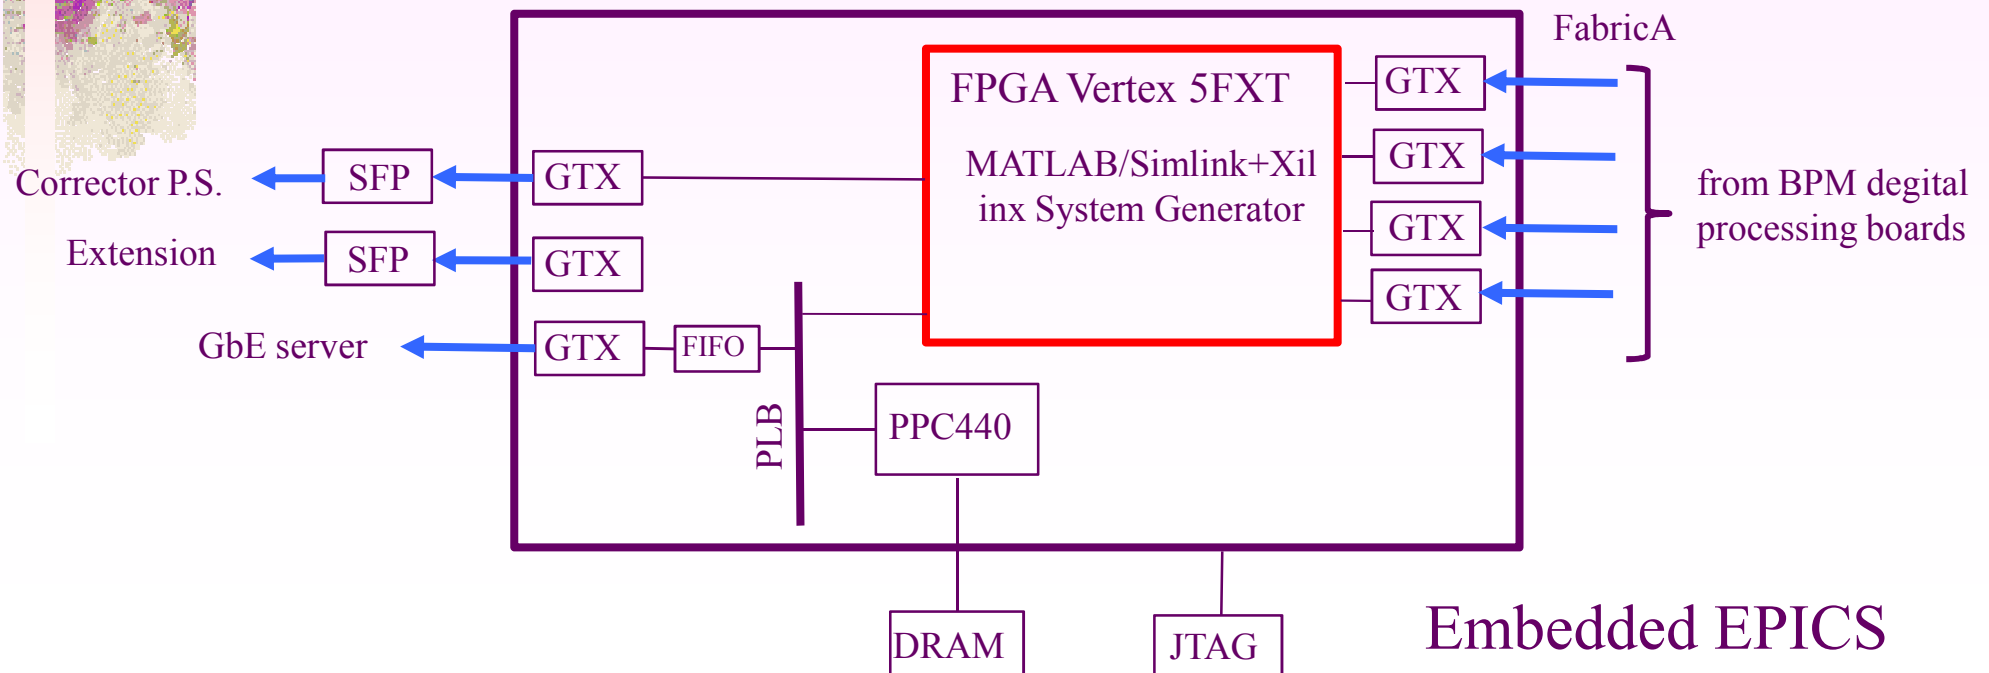 FabricA
FPGA Vertex 5FXT
GTX
MATLAB/Simlink+Xil
inx System Generator
GTX
GTX
GTX
from BPM degital
processing boards
Corrector P.S.
SFP
GTX
Extension
SFP
GTX
GbE server
GTX
FIFO
PLB
PPC440
DRAM
JTAG
Embedded EPICS